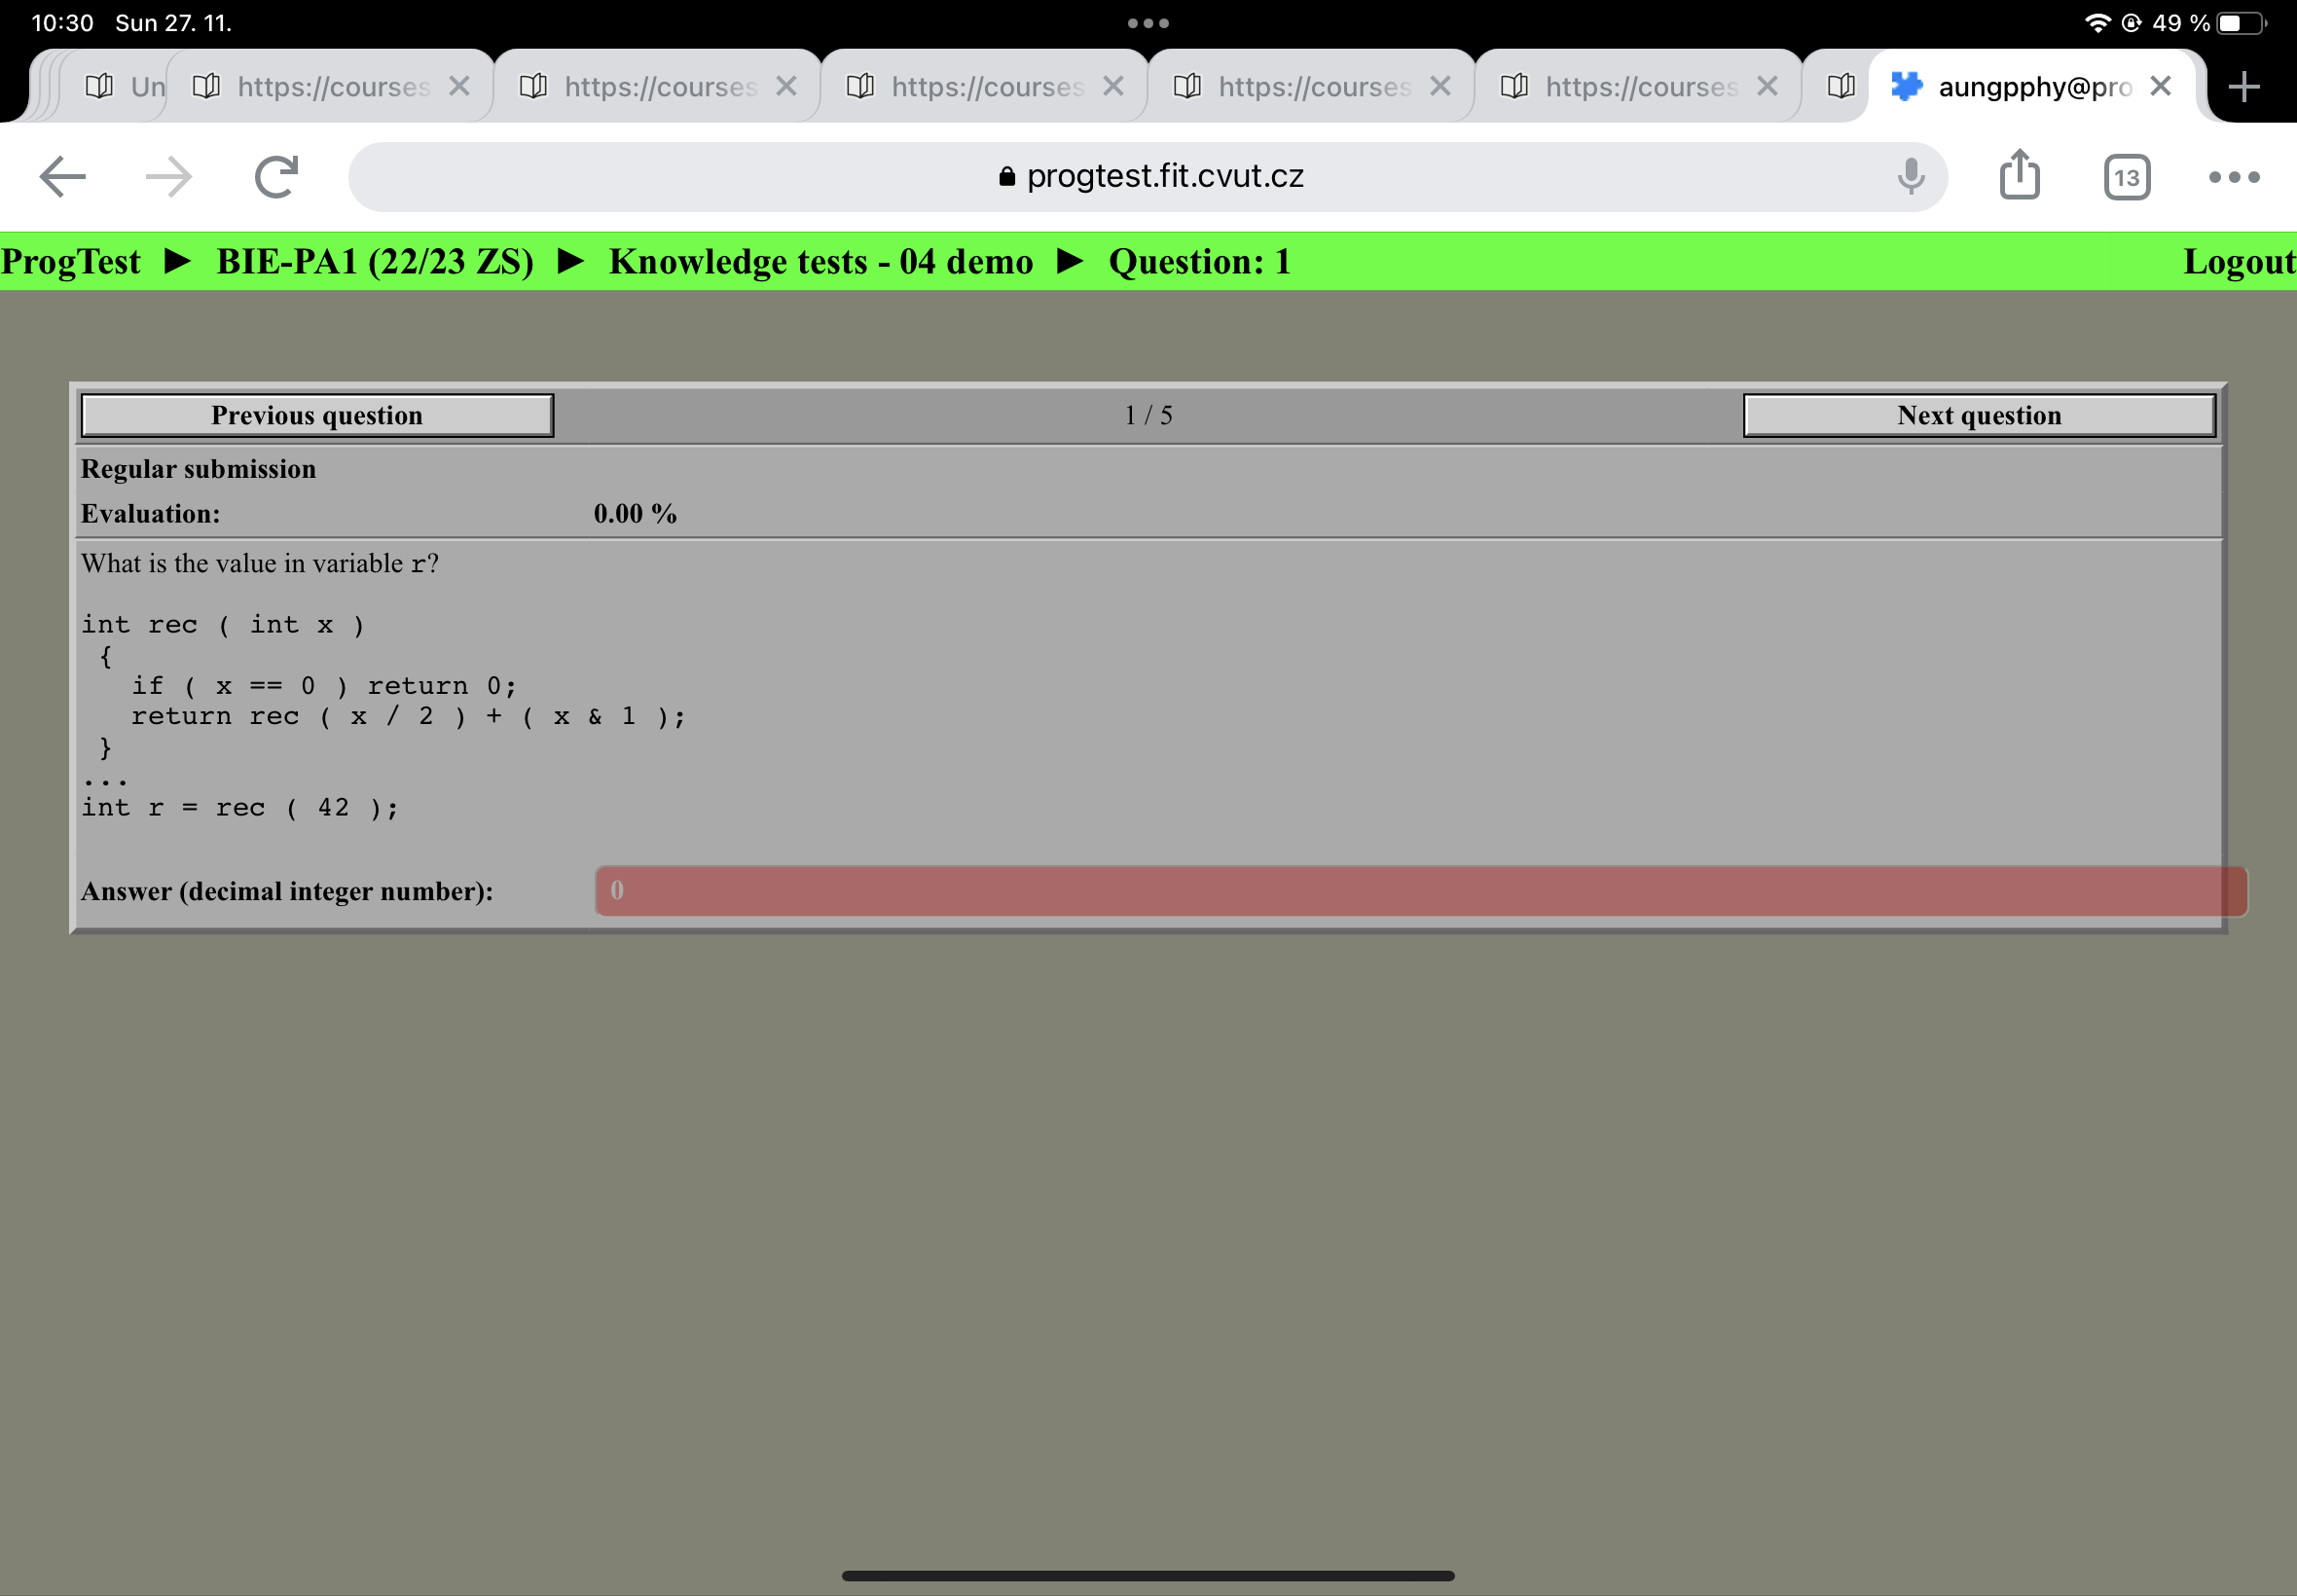 10:30 Sun 27. 11. 49 %
Un https://courses https://courses https://courses https://courses https://courses aungpphy@pro
progtest.fit.cvut.cz 13
ProgTest ► BIE-PA1 (22/23 ZS) ► Knowledge tests - 04 demo ► Question: 1 Logout
Previous question 1 / 5 Next question
Regular submission
Evaluation: 0.00 %
What is the value in variable r?
int rec ( int x )
{
if ( x == 0 ) return 0;
return rec ( x / 2 ) + ( x & 1 );
}
...
int r = rec ( 42 );
Answer (decimal integer number): 0